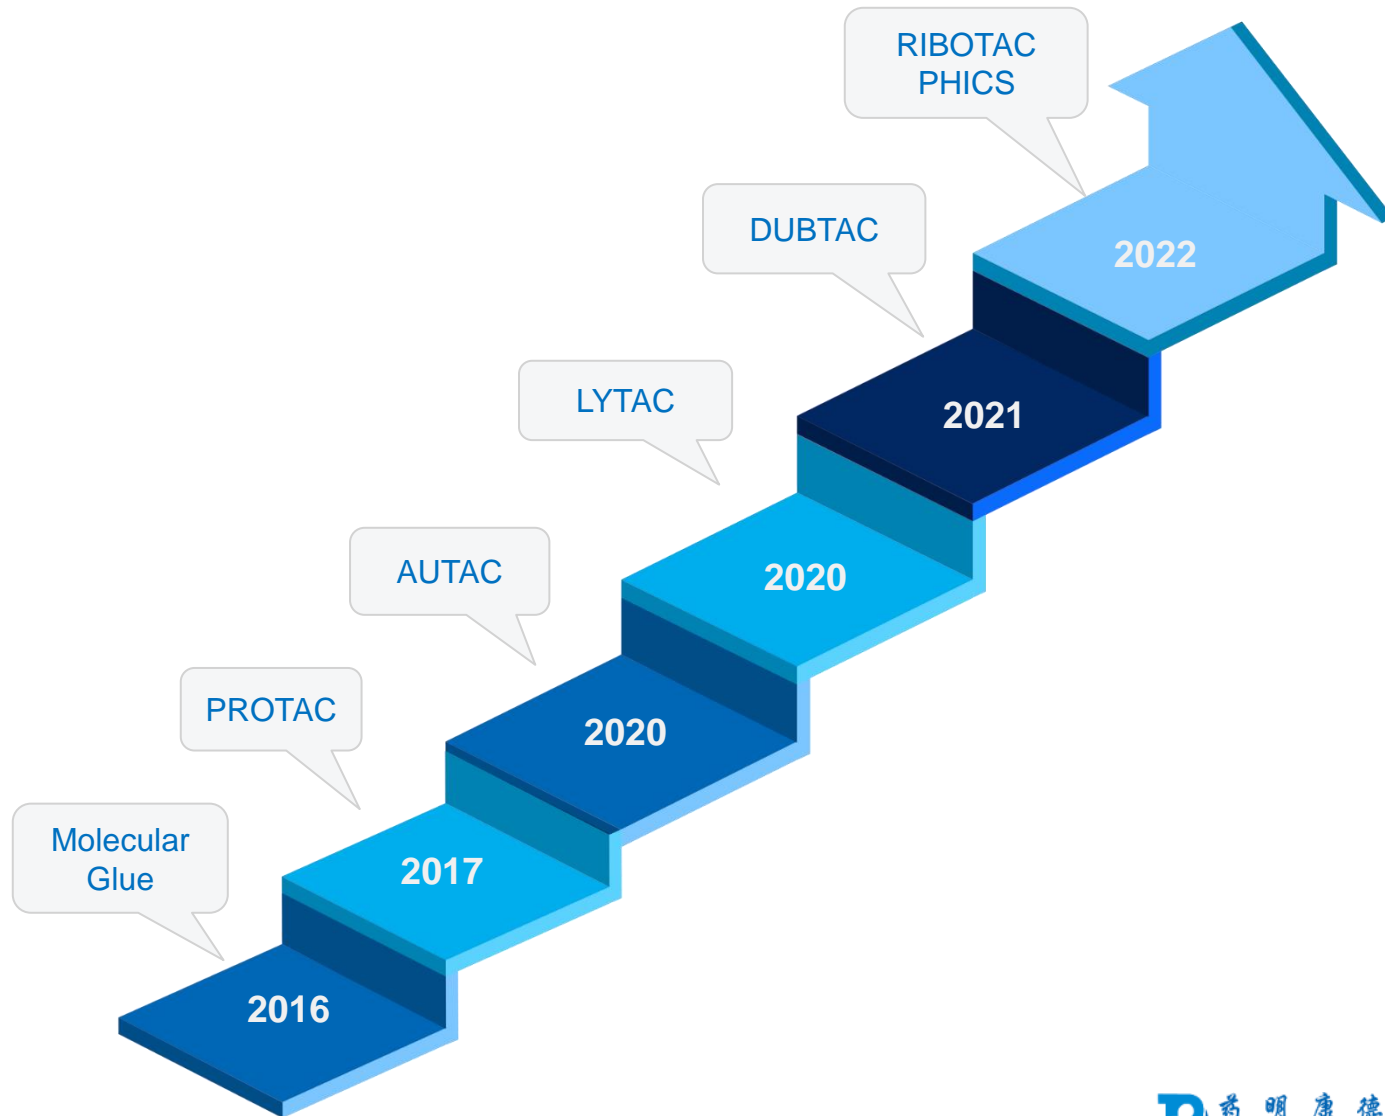 RIBOTAC
PHICS
2022
DUBTAC
2021
LYTAC
2020
AUTAC
2020
PROTAC
2017
Molecular
Glue
2016
药明康德